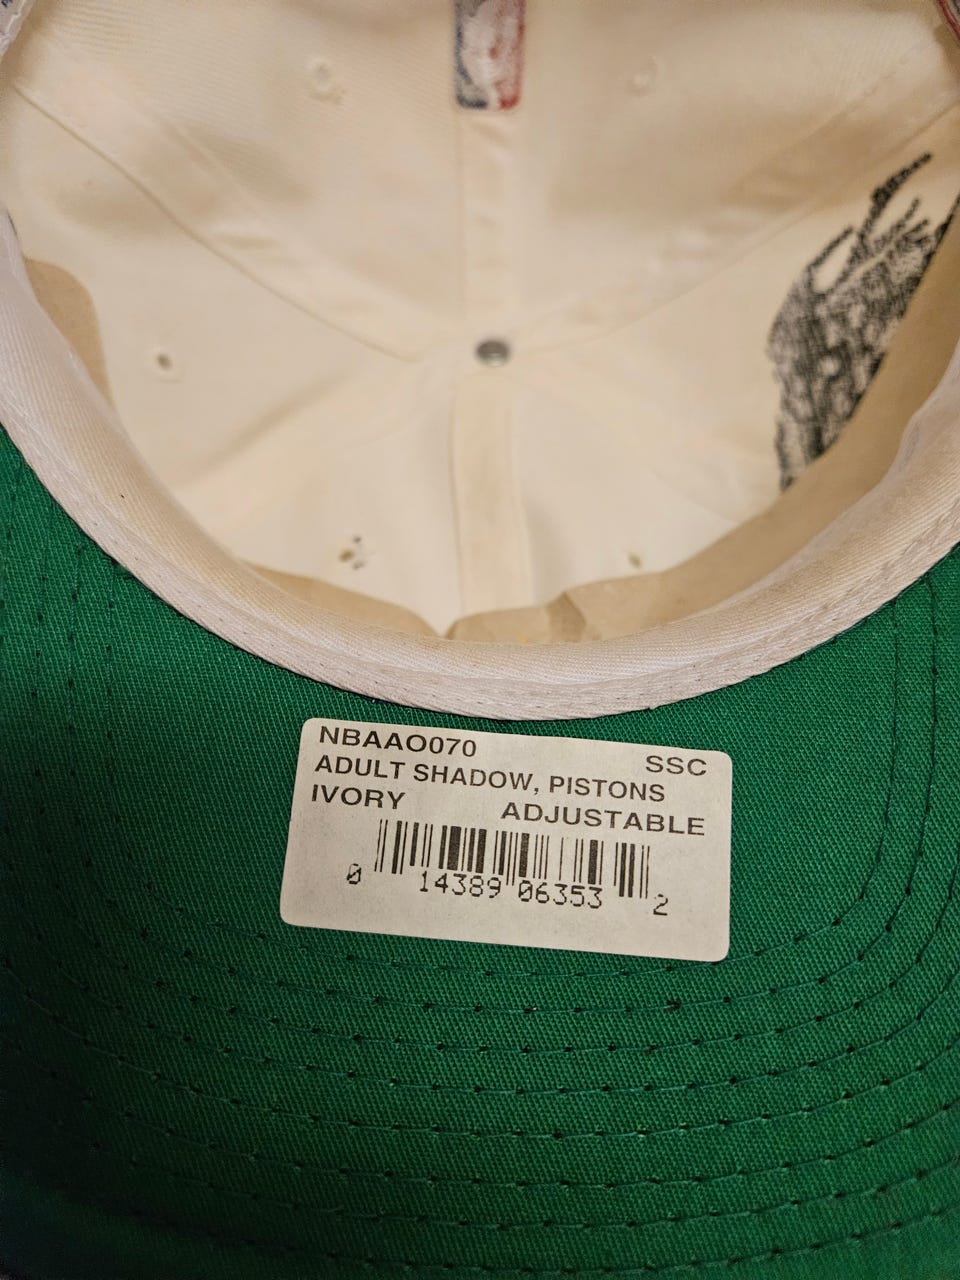 NBAAO070 SSC
ADULT SHADOW, PISTONS
IVORY ADJUSTABLE
0 14389 06353 2